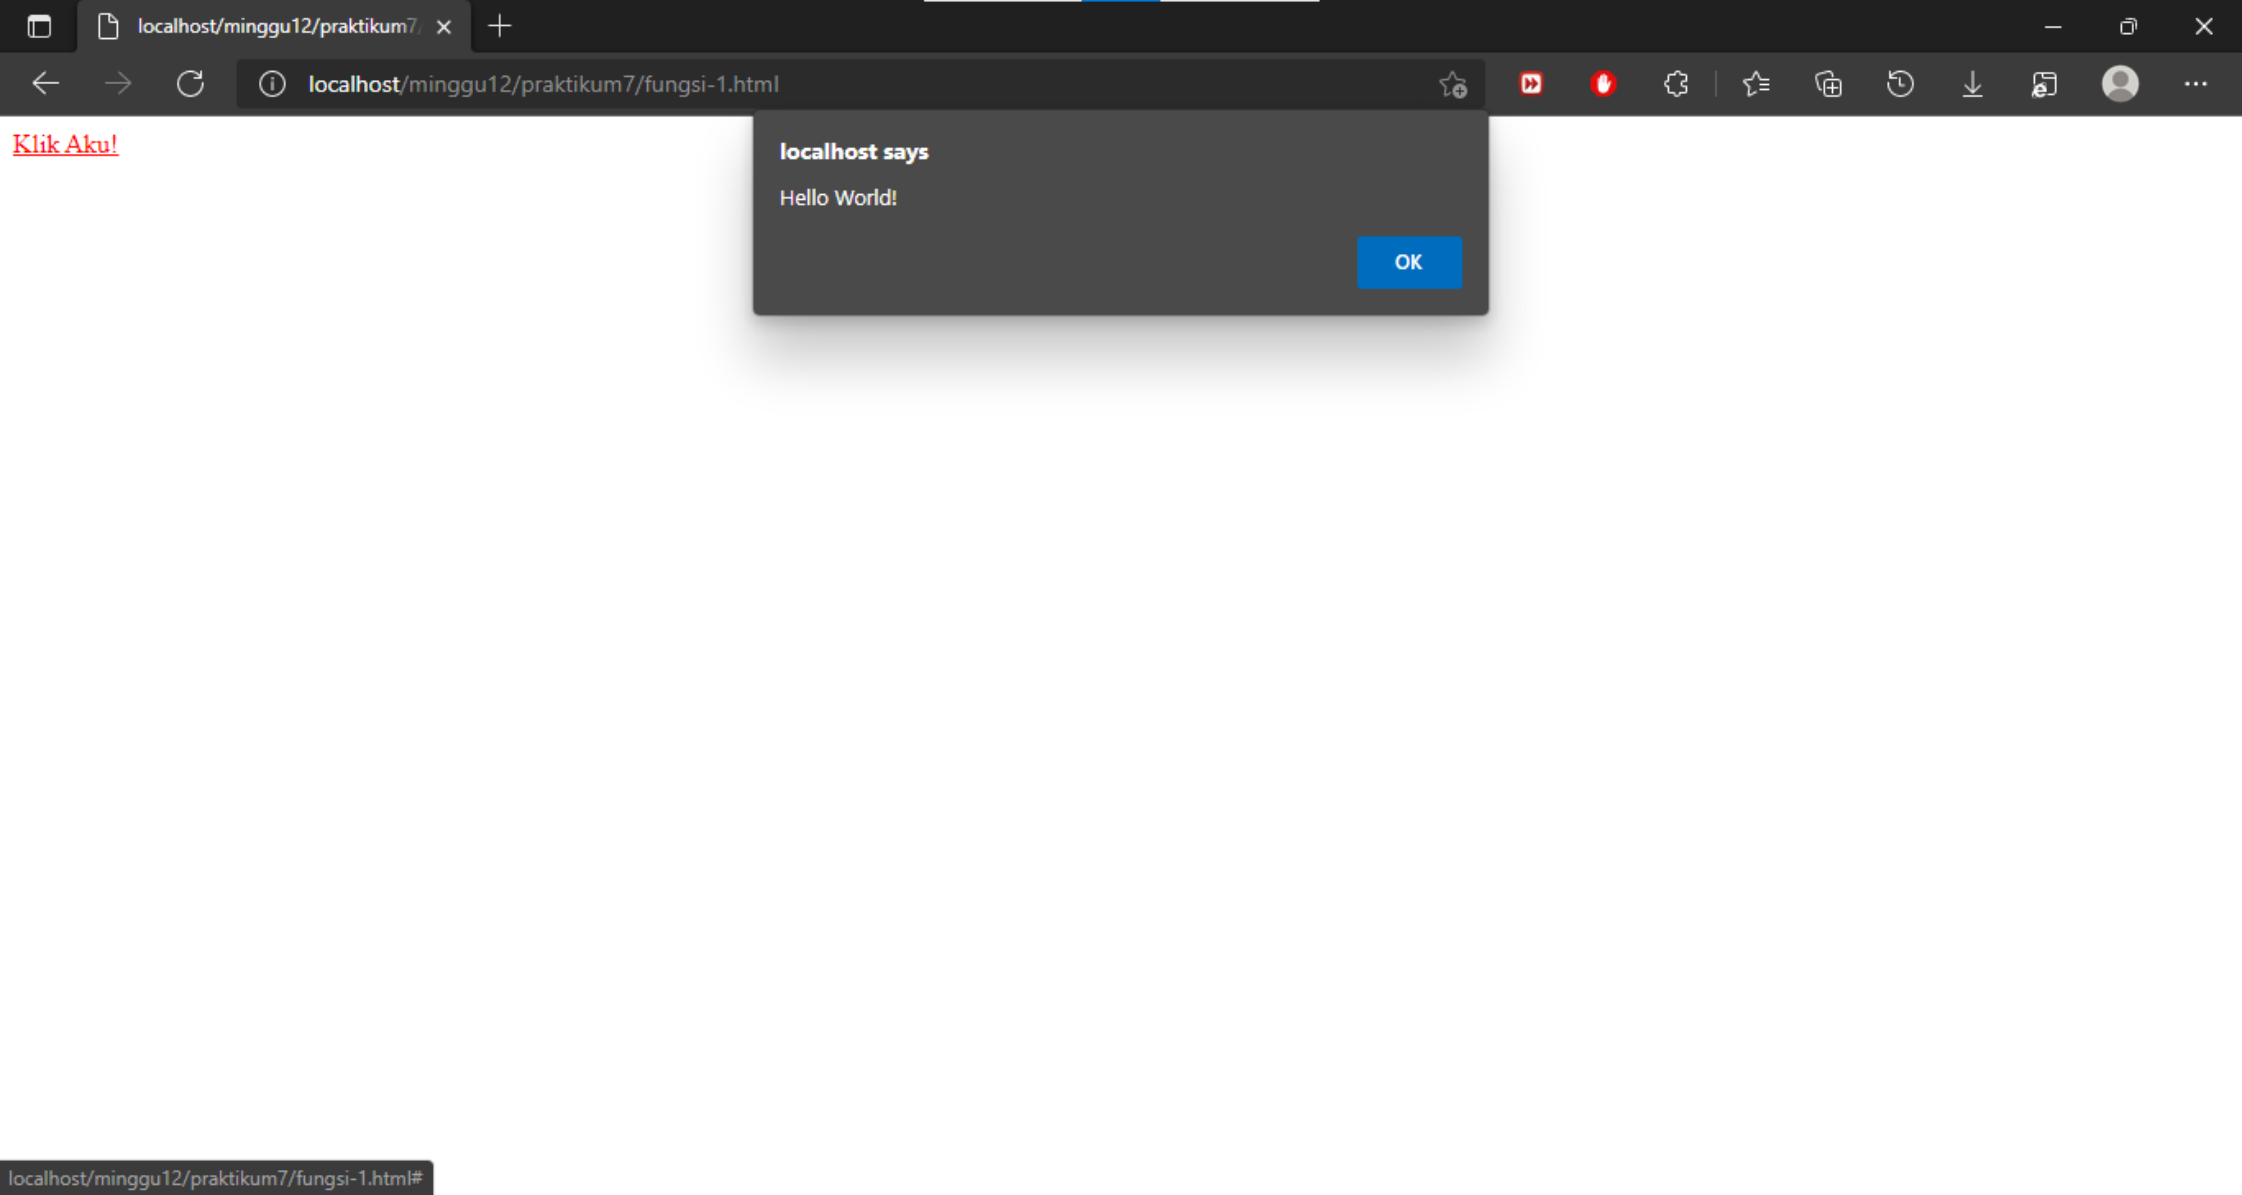 localhost/minggu12/praktikum7/
localhost/minggu12/praktikum7/fungsi-1.html
Klik Aku!
localhost says
Hello World!
OK
localhost/minggu12/praktikum7/fungsi-1.html#